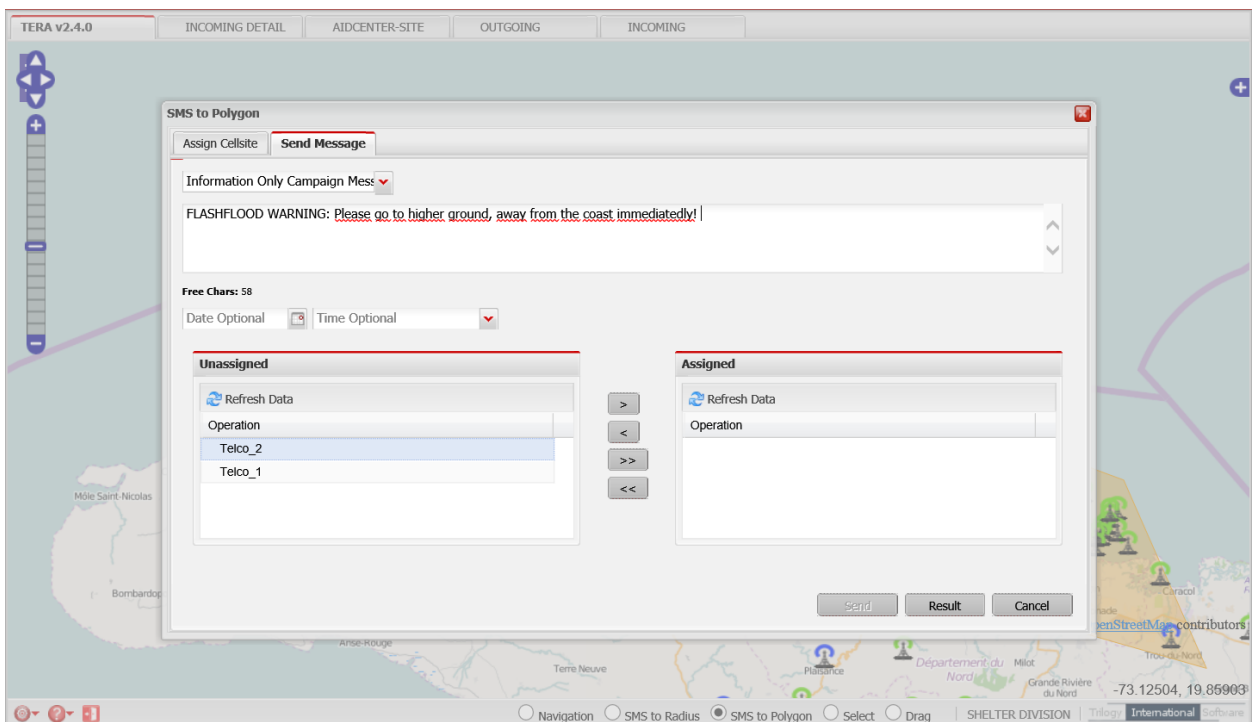 TERA v2.4.0 INCOMING DETAIL AIDCENTER-SITE OUTGOING INCOMING
SMS to Polygon
Assign Cellsite Send Message
Information Only Campaign Mess
FLASHFLOOD WARNING: Please go to higher ground, away from the coast immediatedly!
Free Chars: 58
Date Optional Time Optional
Unassigned Assigned
Refresh Data Refresh Data
> 
Operation Operation
<
Telco_2
>>
Telco_1
<<
Môle Saint-Nicolas
Bombardop
Caracol
Send Result Cancel
nade
penStreetMap contributors
Anse-Rouge
Trou-du-Nord
Terre Neuve Plaisance Département du Nord Milot
Grande Rivière du Nord
-73.12504, 19.85903
Navigation SMS to Radius SMS to Polygon Select Drag SHELTER DIVISION Trilogy International Software